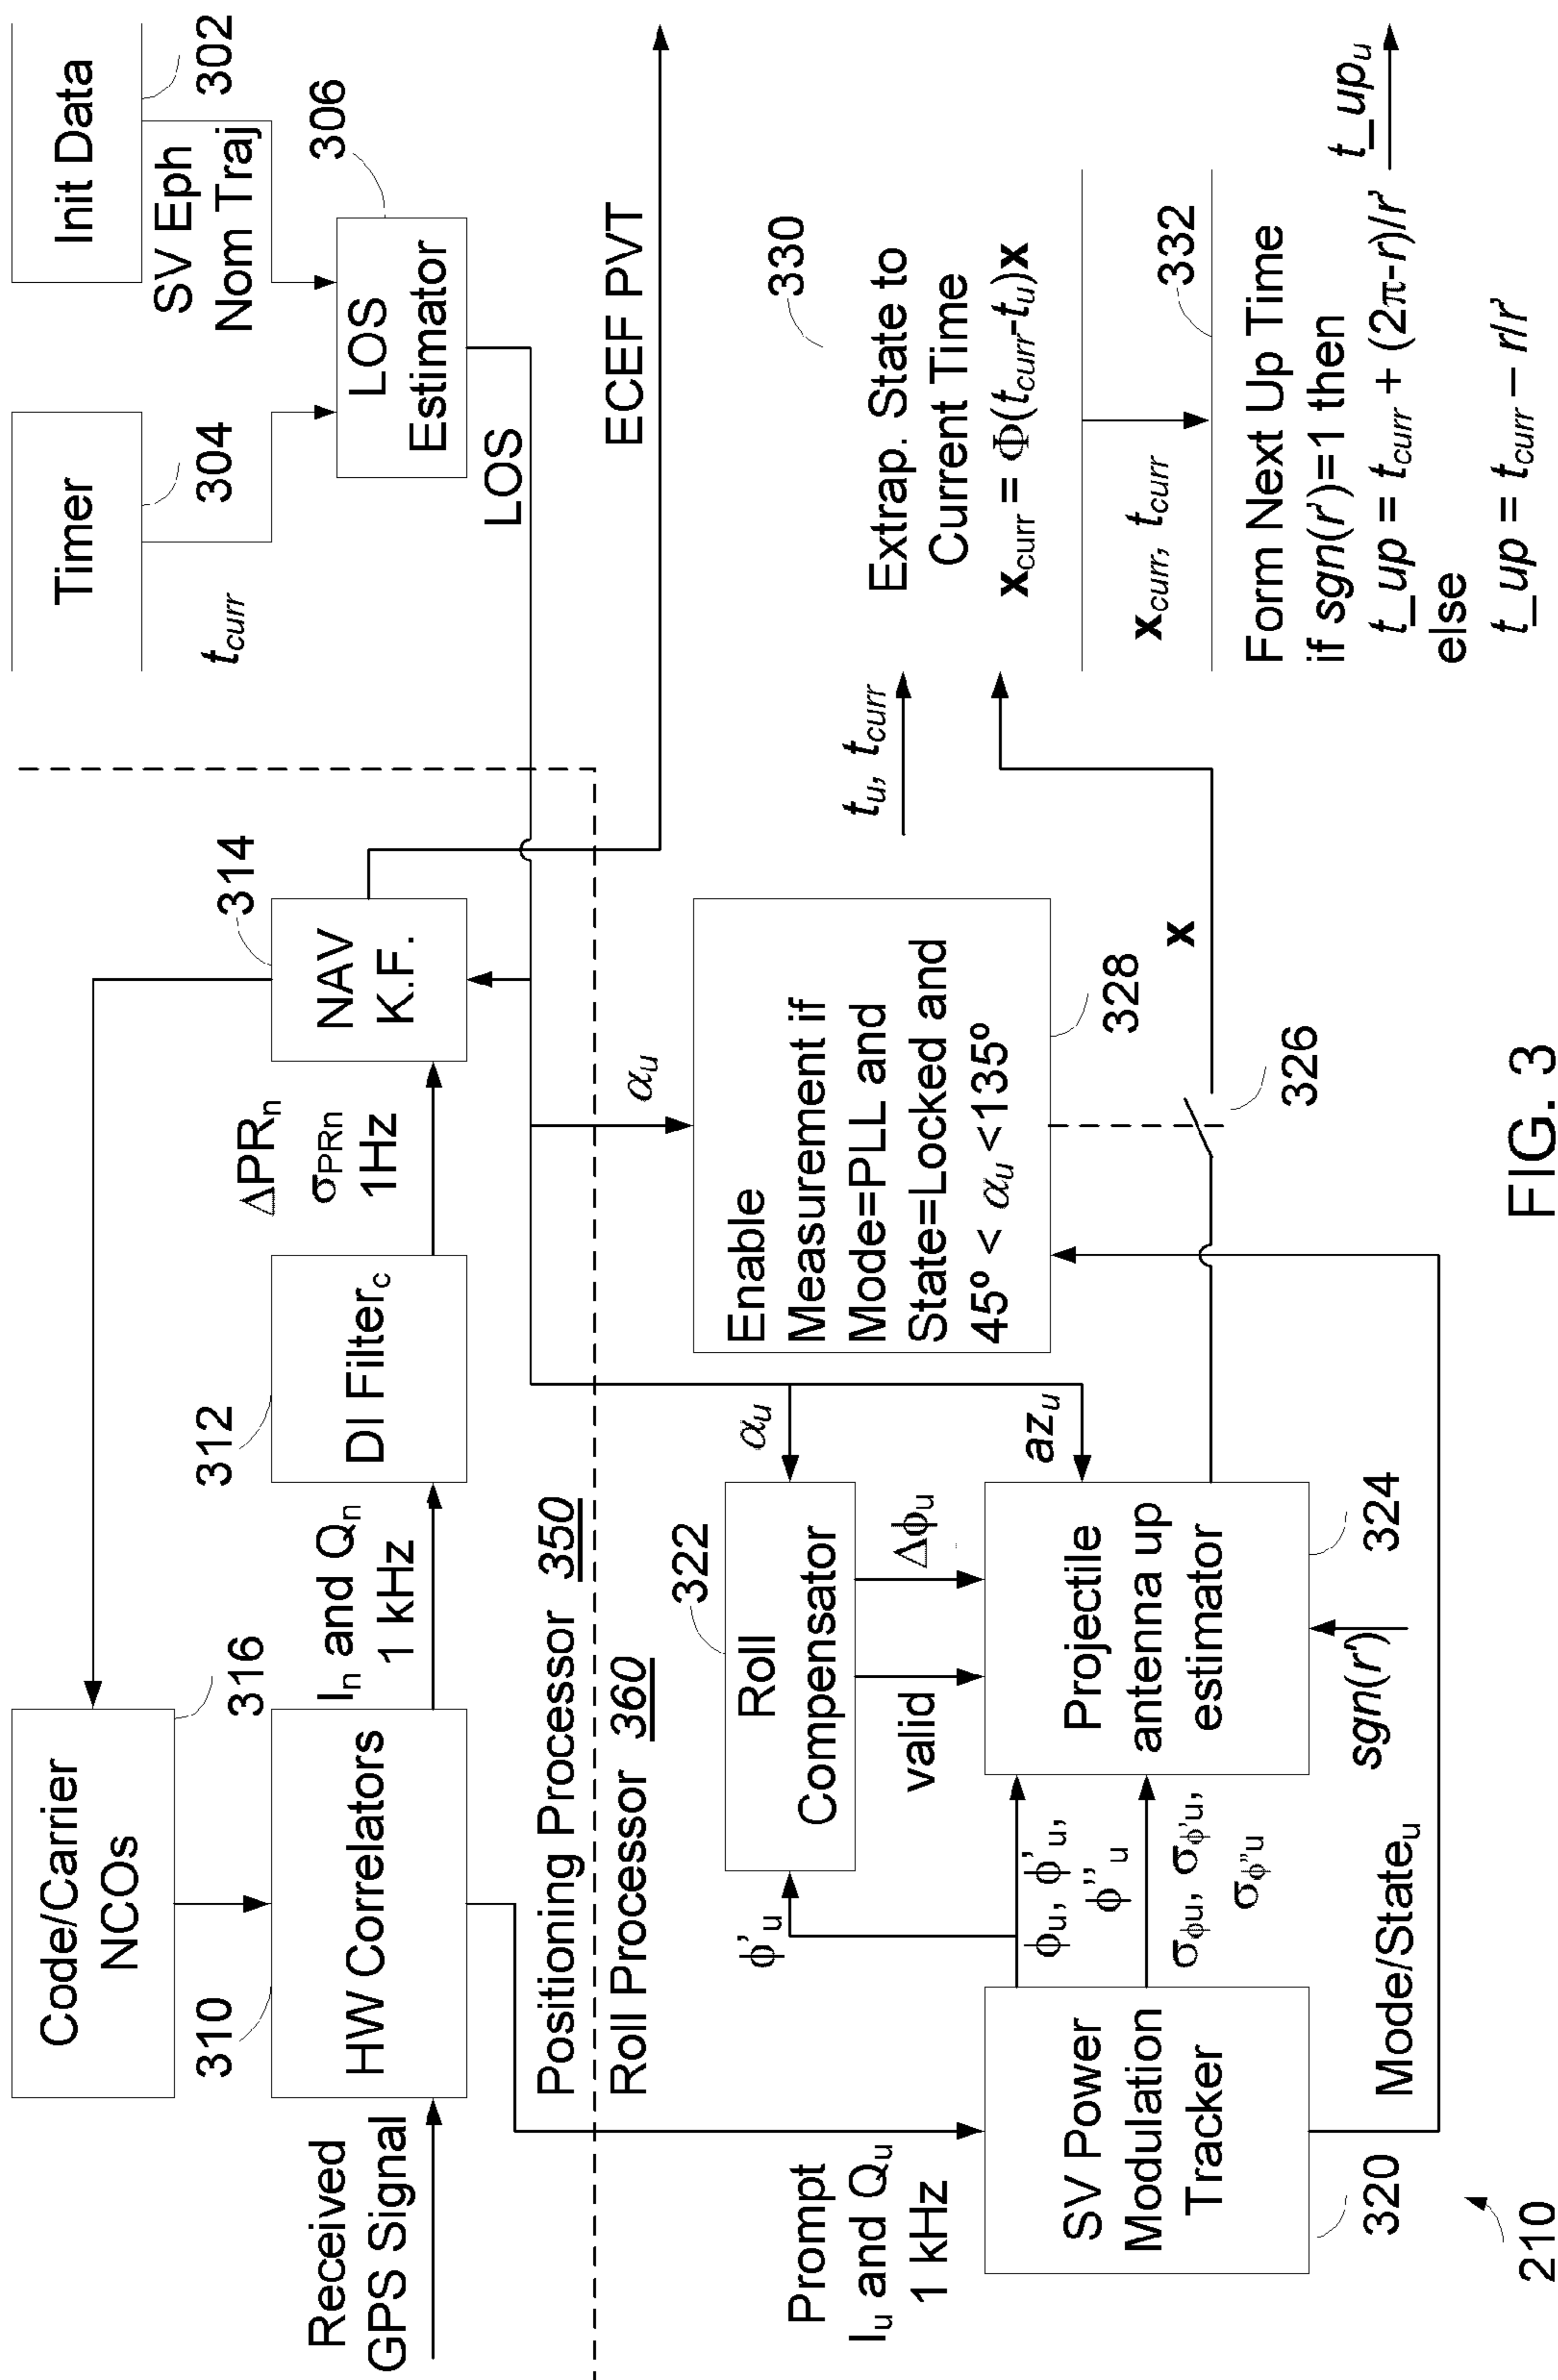 Code/Carrier
NCOs
316
310
HW Correlators
Received
GPS Signal
I_n and Q_n
1 kHz
312
DI Filter_c
ΔPR_n
σ_PRn
1Hz
314
NAV
K.F.
Timer
304
t_curr
Init Data
302
SV Eph
Nom Traj
306
LOS
Estimator
LOS
ECEF PVT
Positioning Processor 350
Roll Processor 360
Prompt
I_u and Q_u
1 kHz
SV Power
Modulation
Tracker
320
ϕ'_u
ϕ_u, ϕ'_u,
ϕ''_u
σ_ϕu, σ_ϕ'u,
σ_ϕ''u
Mode/State_u
322
Roll
Compensator
valid
Δϕ_u
α_u
az_u
Projectile
antenna up
estimator
324
sgn(r')
α_u
Enable
Measurement if
Mode=PLL and
State=Locked and
45º < α_u <135º
328
326
x
t_u, t_curr
330
Extrap. State to
Current Time
x_curr = Φ(t_curr-t_u)x
x_curr, t_curr
332
Form Next Up Time
if sgn(r')=1 then
t_up = t_curr + (2π-r)/r'
else
t_up = t_curr – r/r'
t_up_u
210
FIG. 3